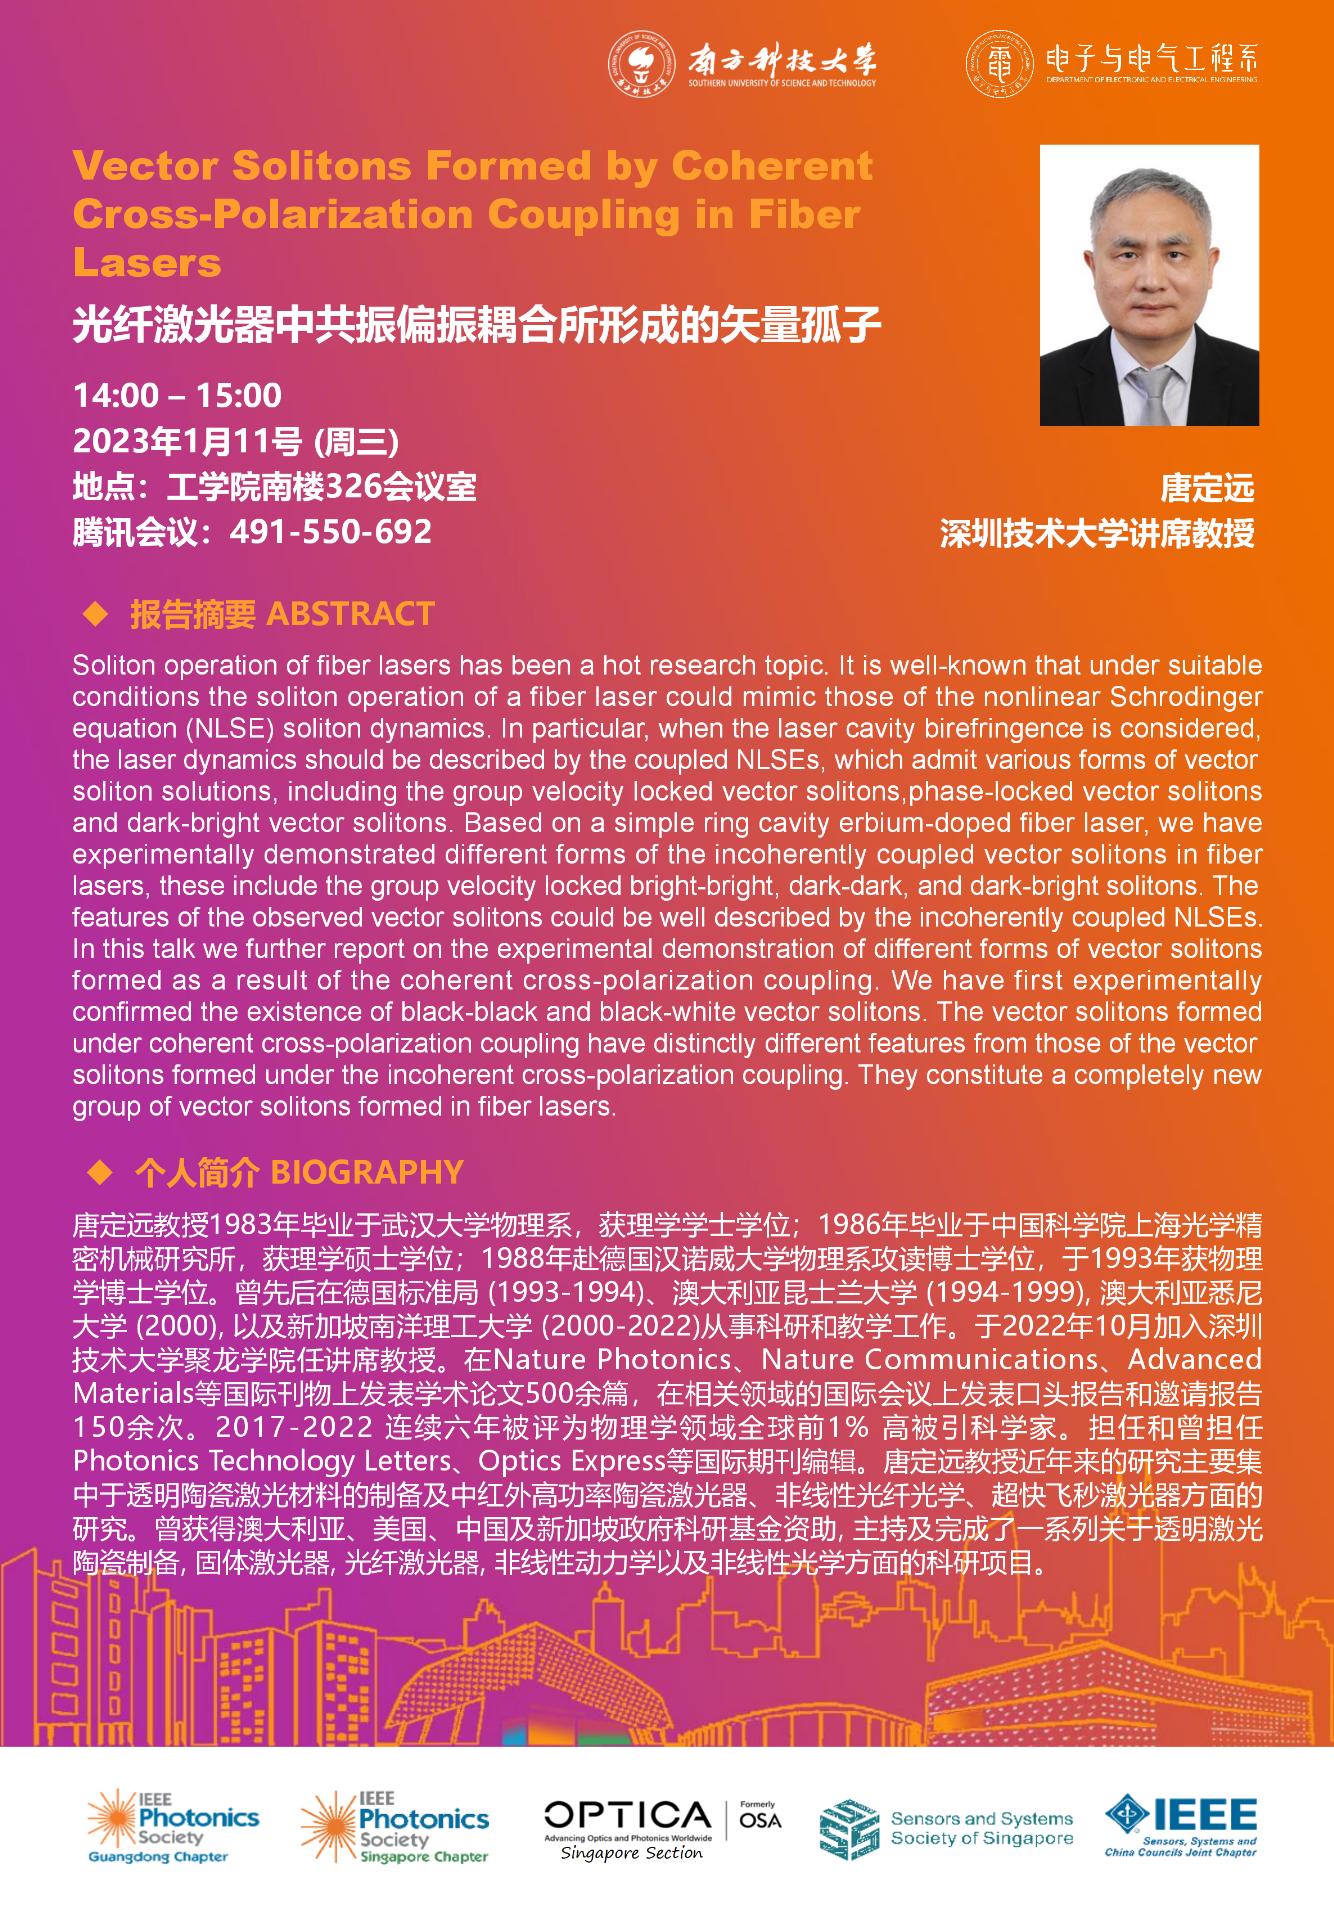 南方科技大学
SOUTHERN UNIVERSITY OF SCIENCE AND TECHNOLOGY
电子与电气工程系
DEPARTMENT OF ELECTRONIC AND ELECTRICAL ENGINEERING
Vector Solitons Formed by Coherent
Cross-Polarization Coupling in Fiber
Lasers
光纤激光器中共振偏振耦合所形成的矢量孤子
14:00 – 15:00
2023年1月11号 (周三)
地点：工学院南楼326会议室
腾讯会议：491-550-692
唐定远
深圳技术大学讲席教授
◆ 报告摘要 ABSTRACT
Soliton operation of fiber lasers has been a hot research topic. It is well-known that under suitable
conditions the soliton operation of a fiber laser could mimic those of the nonlinear Schrodinger
equation (NLSE) soliton dynamics. In particular, when the laser cavity birefringence is considered,
the laser dynamics should be described by the coupled NLSEs, which admit various forms of vector
soliton solutions, including the group velocity locked vector solitons,phase-locked vector solitons
and dark-bright vector solitons. Based on a simple ring cavity erbium-doped fiber laser, we have
experimentally demonstrated different forms of the incoherently coupled vector solitons in fiber
lasers, these include the group velocity locked bright-bright, dark-dark, and dark-bright solitons. The
features of the observed vector solitons could be well described by the incoherently coupled NLSEs.
In this talk we further report on the experimental demonstration of different forms of vector solitons
formed as a result of the coherent cross-polarization coupling. We have first experimentally
confirmed the existence of black-black and black-white vector solitons. The vector solitons formed
under coherent cross-polarization coupling have distinctly different features from those of the vector
solitons formed under the incoherent cross-polarization coupling. They constitute a completely new
group of vector solitons formed in fiber lasers.
◆ 个人简介 BIOGRAPHY
唐定远教授1983年毕业于武汉大学物理系，获理学学士学位；1986年毕业于中国科学院上海光学精
密机械研究所，获理学硕士学位；1988年赴德国汉诺威大学物理系攻读博士学位，于1993年获物理
学博士学位。曾先后在德国标准局 (1993-1994)、澳大利亚昆士兰大学 (1994-1999), 澳大利亚悉尼
大学 (2000), 以及新加坡南洋理工大学 (2000-2022)从事科研和教学工作。于2022年10月加入深圳
技术大学聚龙学院任讲席教授。在Nature Photonics、Nature Communications、Advanced
Materials等国际刊物上发表学术论文500余篇，在相关领域的国际会议上发表口头报告和邀请报告
150余次。2017-2022 连续六年被评为物理学领域全球前1% 高被引科学家。担任和曾担任
Photonics Technology Letters、Optics Express等国际期刊编辑。唐定远教授近年来的研究主要集
中于透明陶瓷激光材料的制备及中红外高功率陶瓷激光器、非线性光纤光学、超快飞秒激光器方面的
研究。曾获得澳大利亚、美国、中国及新加坡政府科研基金资助, 主持及完成了一系列关于透明激光
陶瓷制备, 固体激光器, 光纤激光器, 非线性动力学以及非线性光学方面的科研项目。
IEEE
Photonics
Society
Guangdong Chapter
IEEE
Photonics
Society
Singapore Chapter
OPTICA
Advancing Optics and Photonics Worldwide
Singapore Section
Formerly
OSA
Sensors and Systems
Society of Singapore
IEEE
Sensors, Systems and
China Councils Joint Chapter